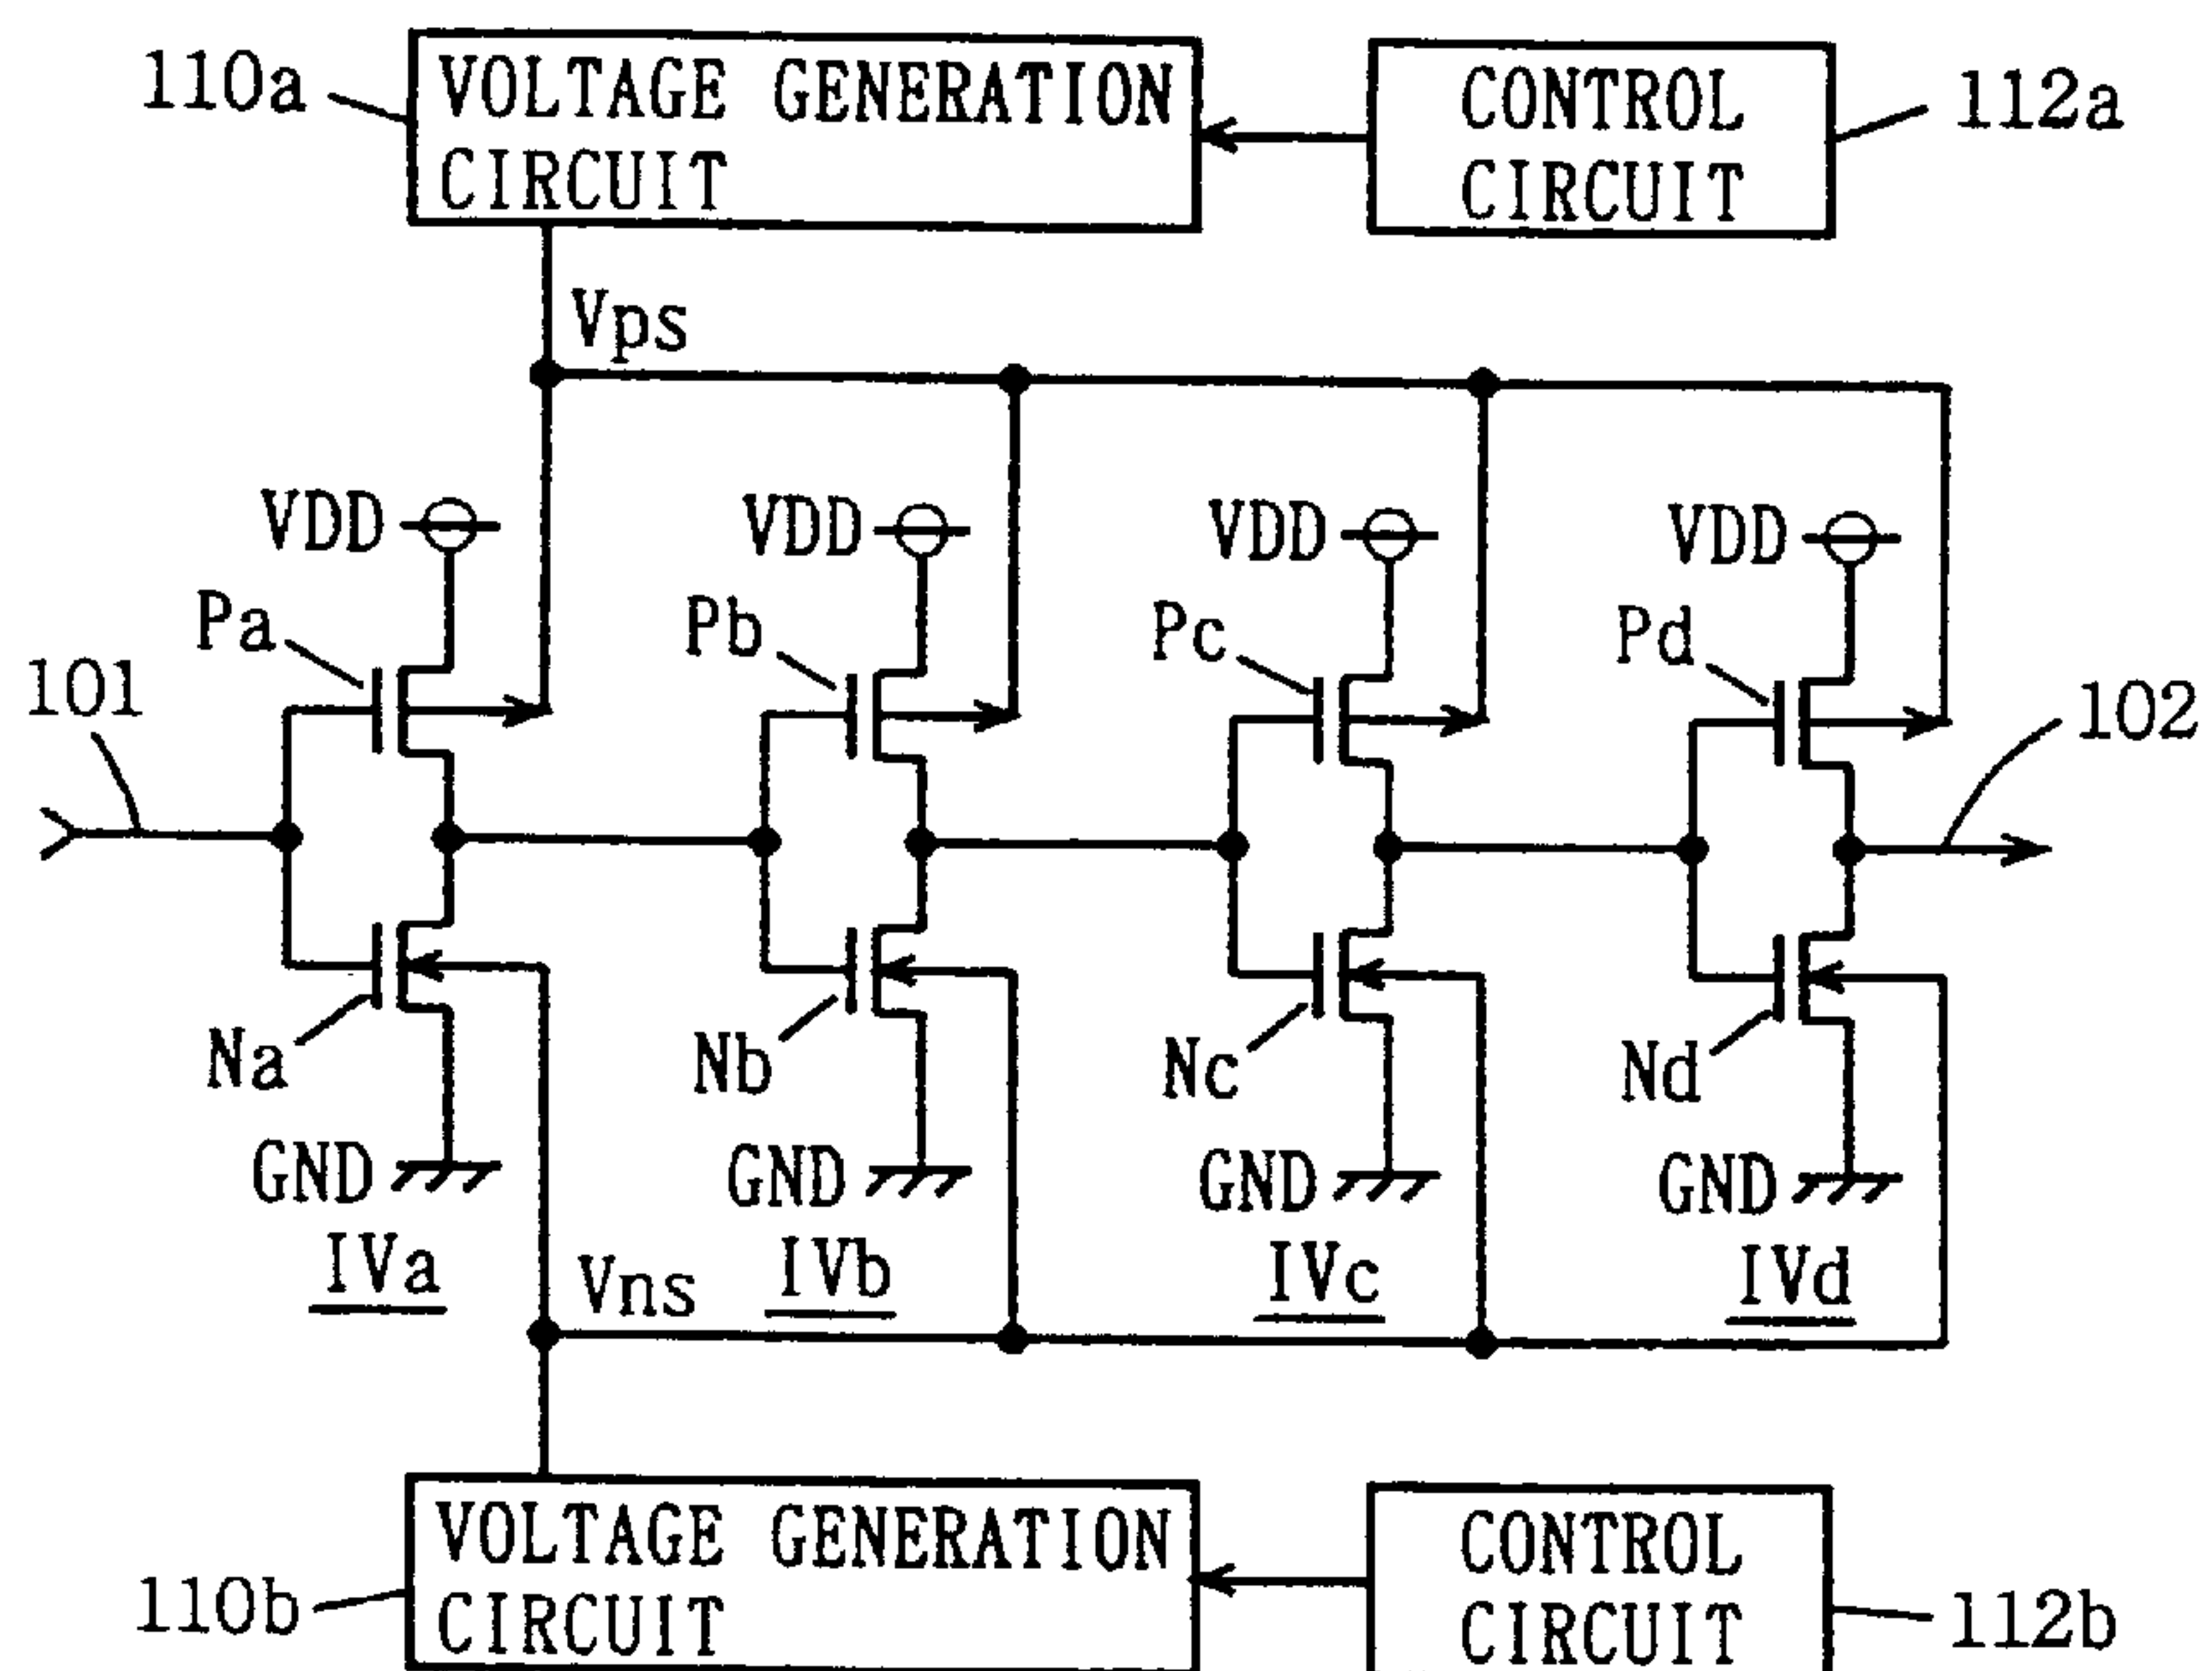 110a
VOLTAGE GENERATION
CIRCUIT
CONTROL
CIRCUIT
112a
Vps
VDD
VDD
VDD
VDD
Pa
Pb
Pc
Pd
101
102
Na
Nb
Nc
Nd
GND
GND
GND
GND
IVa
Vns
IVb
IVc
IVd
110b
VOLTAGE GENERATION
CIRCUIT
CONTROL
CIRCUIT
112b